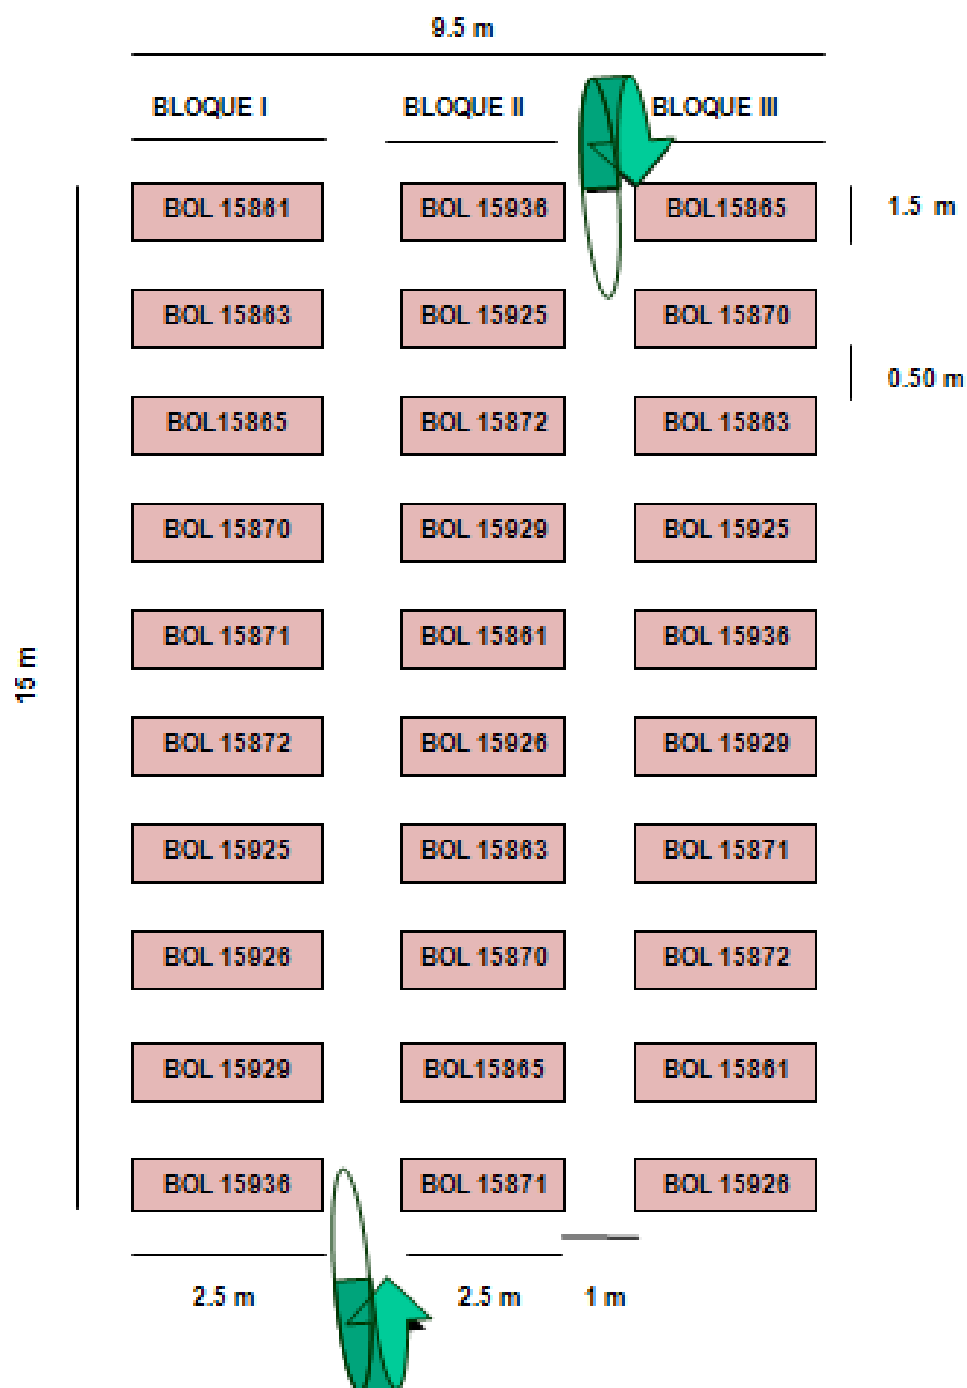 9.5 m
BLOQUE I BLOQUE II BLOQUE III
BOL 15861 BOL 15936 BOL15865 1.5 m
BOL 15863 BOL 15925 BOL 15870
0.50 m
BOL15865 BOL 15872 BOL 15863
BOL 15870 BOL 15929 BOL 15925
BOL 15871 BOL 15861 BOL 15936
15 m
BOL 15872 BOL 15926 BOL 15929
BOL 15925 BOL 15863 BOL 15871
BOL 15926 BOL 15870 BOL 15872
BOL 15929 BOL15865 BOL 15861
BOL 15936 BOL 15871 BOL 15926
2.5 m 2.5 m 1 m